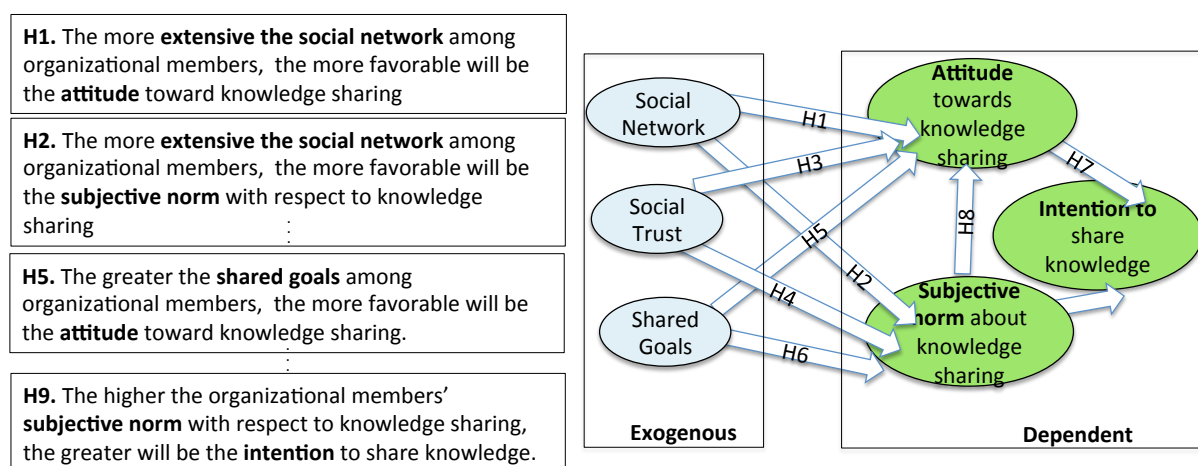 H1. The more extensive the social network among
organizational members, the more favorable will be
the attitude toward knowledge sharing
H2. The more extensive the social network among
organizational members, the more favorable will be
the subjective norm with respect to knowledge
sharing
H5. The greater the shared goals among
organizational members, the more favorable will be
the attitude toward knowledge sharing.
H9. The higher the organizational members'
subjective norm with respect to knowledge sharing,
the greater will be the intention to share knowledge.
Social
Network
Social
Trust
Shared
Goals
Exogenous
H1
H3
H5
H2
H4
H6
Attitude
towards
knowledge
sharing
H7
H8
Intention to
share
knowledge
Subjective
norm about
knowledge
sharing
Dependent